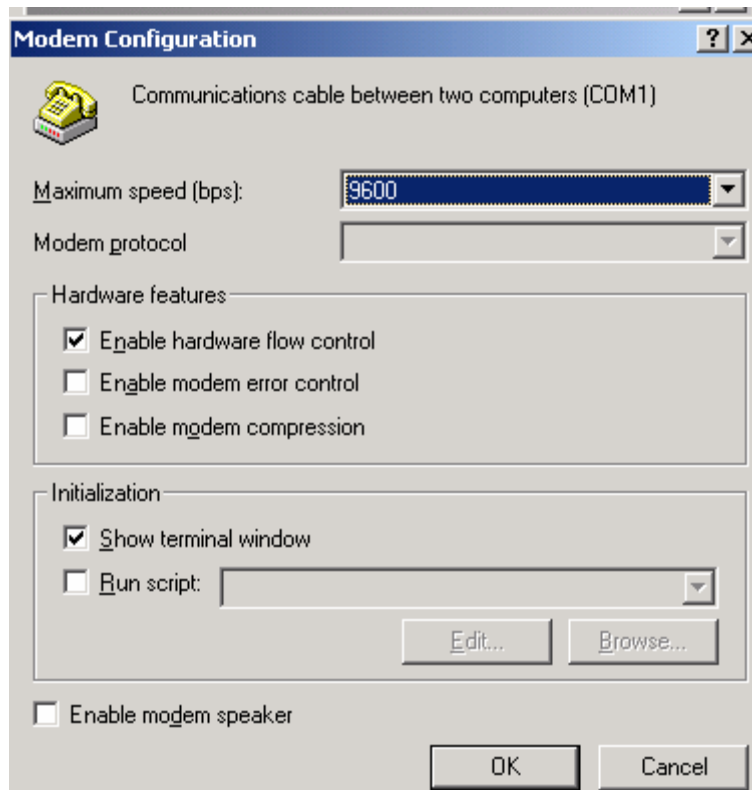 Modem Configuration
Communications cable between two computers (COM1)
Maximum speed (bps): 9600
Modem protocol
Hardware features
Enable hardware flow control
Enable modem error control
Enable modem compression
Initialization
Show terminal window
Run script:
Edit... Browse...
Enable modem speaker
OK Cancel